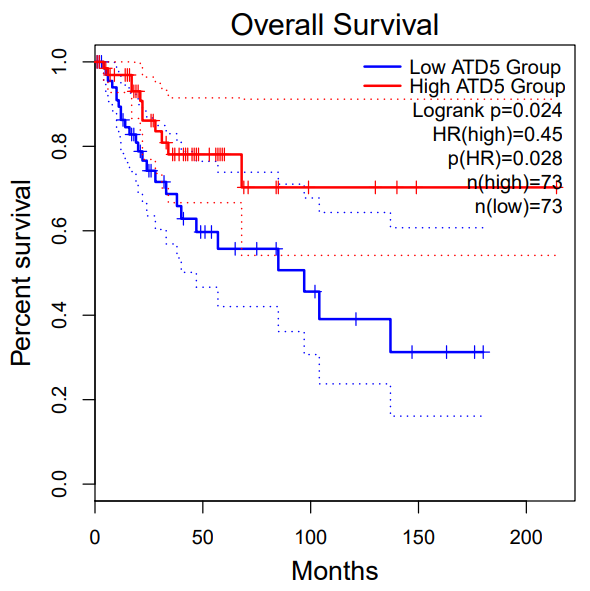 Overall Survival
Low ATD5 Group
High ATD5 Group
Logrank p=0.024
HR(high)=0.45
p(HR)=0.028
n(high)=73
n(low)=73
Percent survival
1.0
0.8
0.6
0.4
0.2
0.0
0 50 100 150 200
Months